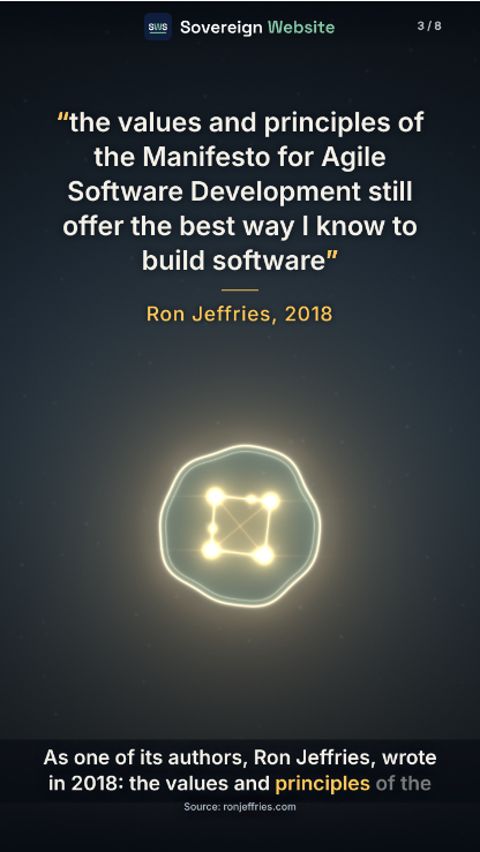 SWS Sovereign Website
3 / 8
“the values and principles of
the Manifesto for Agile
Software Development still
offer the best way I know to
build software”
Ron Jeffries, 2018
As one of its authors, Ron Jeffries, wrote
in 2018: the values and principles of the
Source: ronjeffries.com